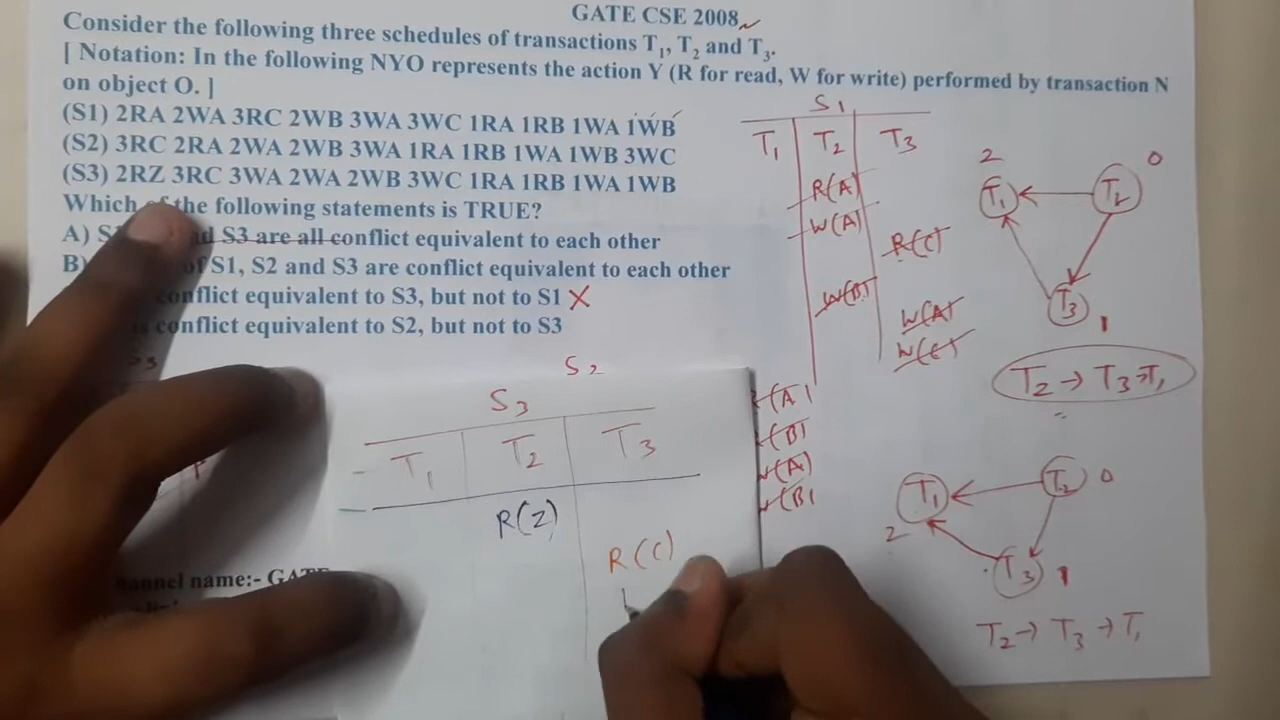 GATE CSE 2008
Consider the following three schedules of transactions T1, T2 and T3.
[ Notation: In the following NYO represents the action Y (R for read, W for write) performed by transaction N
on object O. ]
(S1) 2RA 2WA 3RC 2WB 3WA 3WC 1RA 1RB 1WA 1WB
(S2) 3RC 2RA 2WA 2WB 3WA 1RA 1RB 1WA 1WB 3WC
(S3) 2RZ 3RC 3WA 2WA 2WB 3WC 1RA 1RB 1WA 1WB
Which of the following statements is TRUE?
A) S3 are all conflict equivalent to each other
B) S1, S2 and S3 are conflict equivalent to each other
conflict equivalent to S3, but not to S1 X
conflict equivalent to S2, but not to S3
S1
T1 T2 T3
R(A)
W(A)
R(C)
W(B)
W(A)
W(C)
(A)
(B)
(A)
(B)
2 0
T1 T2
T3 1
T2 → T3 → T1
T1 T2 0
2
T3 1
T2 → T3 → T1
S2
S3
T1 T2 T3
R(Z)
R(C)
channel name:- GATE